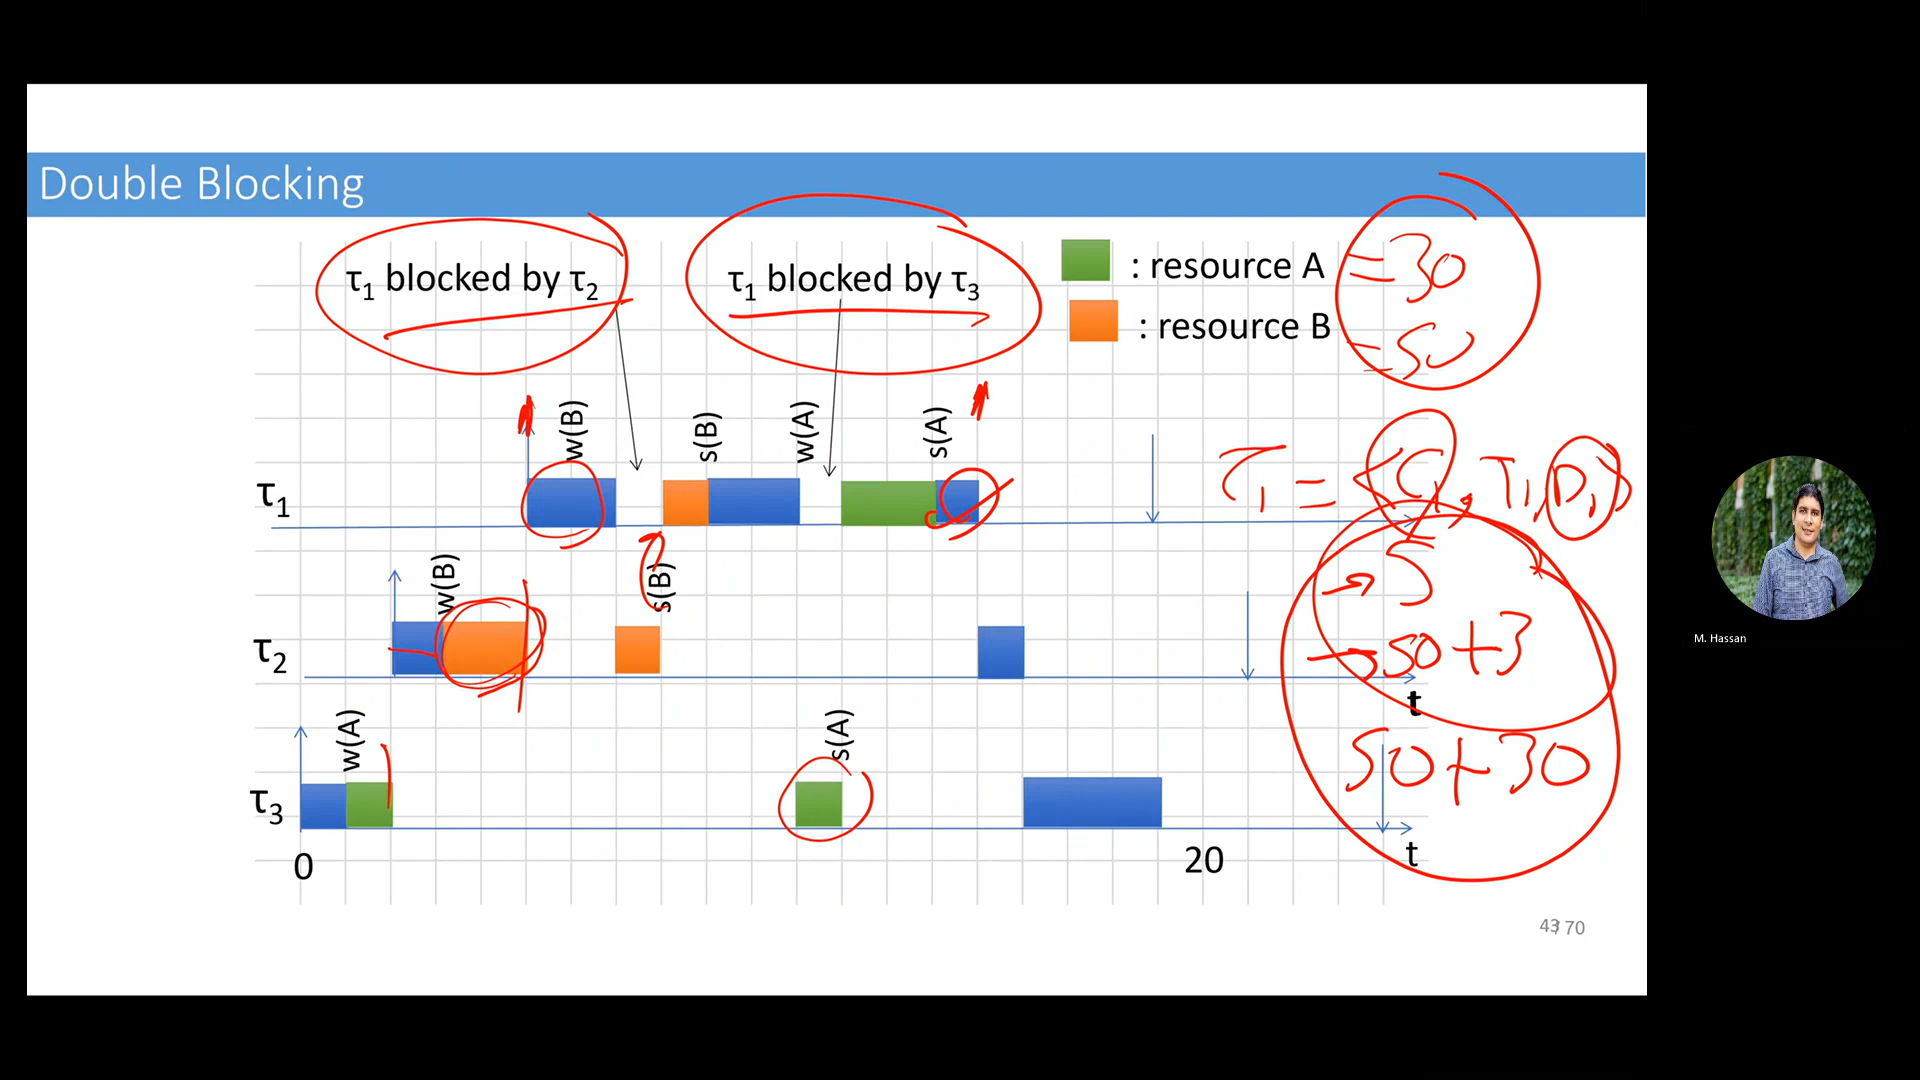 Double Blocking
τ1 blocked by τ2
τ1 blocked by τ3
: resource A
: resource B
= 30
= 50
w(B)
s(B)
w(A)
s(A)
τ1
τ1 = {C1, T1, D1}
w(B)
s(B)
τ2
5
50 + 3
t
w(A)
s(A)
τ3
50 + 30
0
20
t
43 / 70
M. Hassan